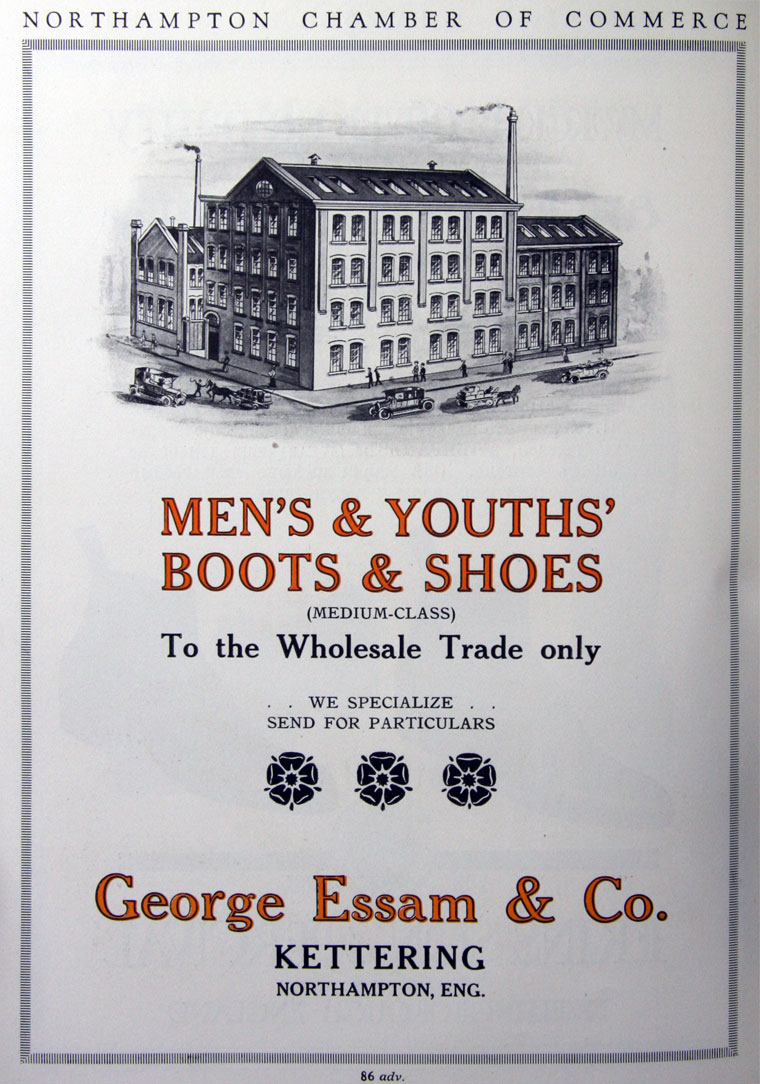 NORTHAMPTON CHAMBER OF COMMERCE
MEN'S & YOUTHS'
BOOTS & SHOES
(MEDIUM-CLASS)
To the Wholesale Trade only
. . WE SPECIALIZE . .
SEND FOR PARTICULARS
George Essam & Co.
KETTERING
NORTHAMPTON, ENG.
86 adv.